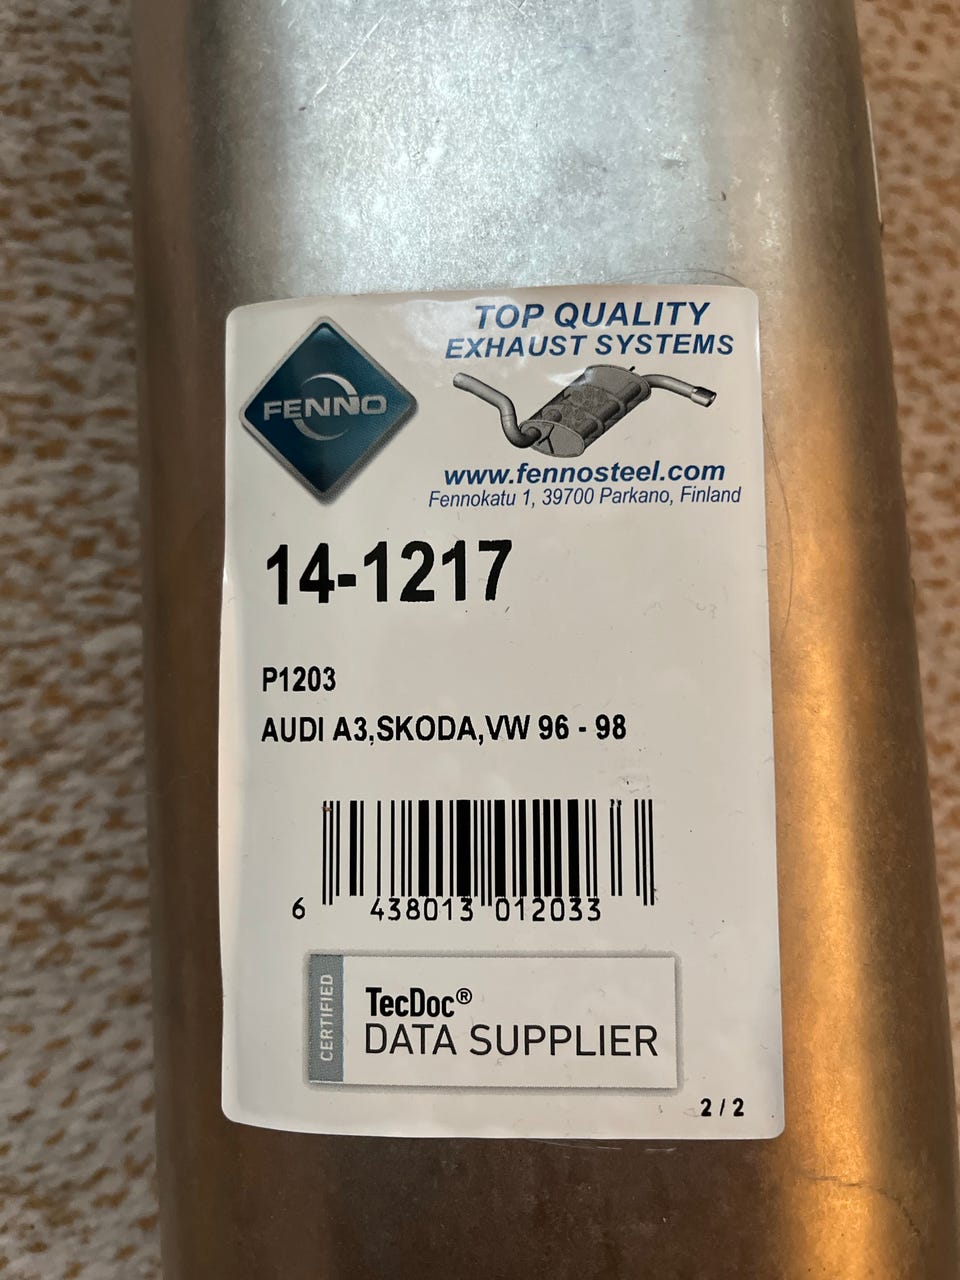 TOP QUALITY
EXHAUST SYSTEMS
FENNO
www.fennosteel.com
Fennokatu 1, 39700 Parkano, Finland
14-1217
P1203
AUDI A3,SKODA,VW 96 - 98
6 438013 012033
CERTIFIED
TecDoc®
DATA SUPPLIER
2 / 2